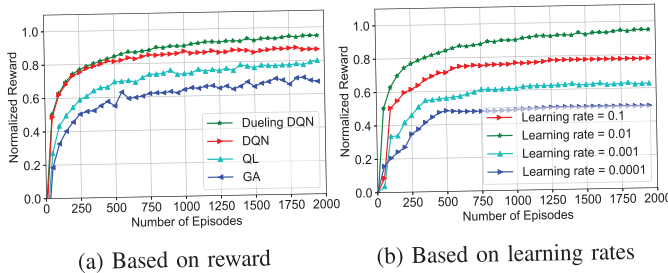 1.0
0.8
0.6
0.4
0.2
0.0
Normalized Reward
Dueling DQN
DQN
QL
GA
0 250 500 750 1000 1250 1500 1750 2000
Number of Episodes
(a) Based on reward
1.0
0.8
0.6
0.4
0.2
0.0
Normalized Reward
Learning rate = 0.1
Learning rate = 0.01
Learning rate = 0.001
Learning rate = 0.0001
0 250 500 750 1000 1250 1500 1750 2000
Number of Episodes
(b) Based on learning rates